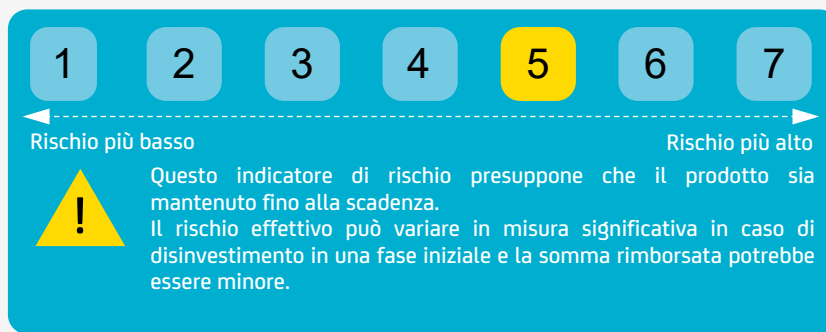 1 2 3 4 5 6 7
Rischio più basso Rischio più alto
Questo indicatore di rischio presuppone che il prodotto sia
mantenuto fino alla scadenza.
Il rischio effettivo può variare in misura significativa in caso di
disinvestimento in una fase iniziale e la somma rimborsata potrebbe
essere minore.
!